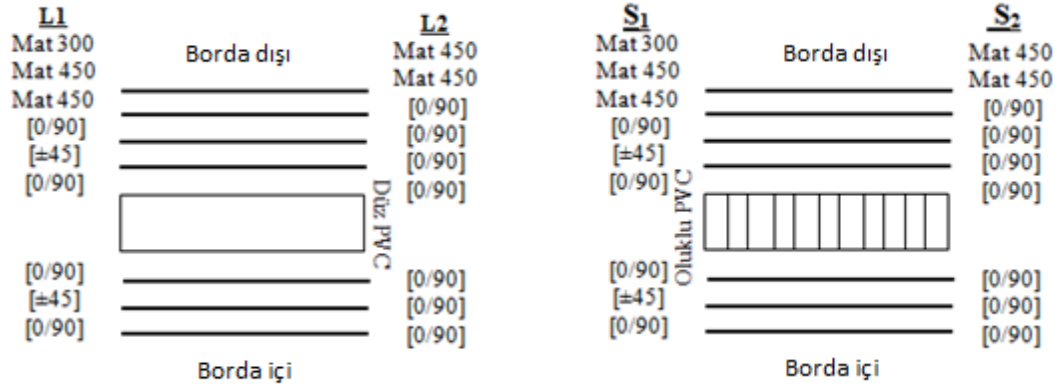 L1
Mat 300
Mat 450
Mat 450
[0/90]
[±45]
[0/90]
[0/90]
[±45]
[0/90]
Borda dışı
Düz PVC
Borda içi
L2
Mat 450
Mat 450
[0/90]
[0/90]
[0/90]
[0/90]
[0/90]
[0/90]
[0/90]
S1
Mat 300
Mat 450
Mat 450
[0/90]
[±45]
[0/90]
[0/90]
[±45]
[0/90]
Borda dışı
Oluklu PVC
Borda içi
S2
Mat 450
Mat 450
[0/90]
[0/90]
[0/90]
[0/90]
[0/90]
[0/90]
[0/90]